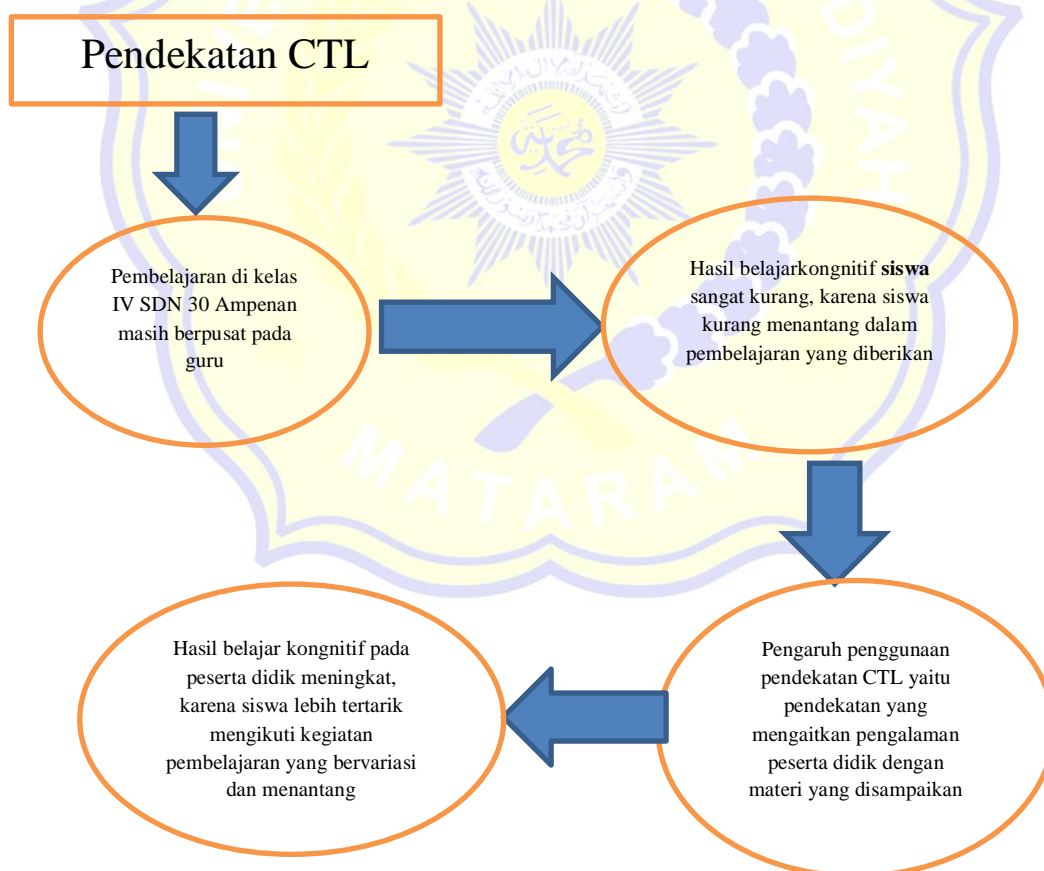 Pendekatan CTL
Pembelajaran di kelas
IV SDN 30 Ampenan
masih berpusat pada
guru
Hasil belajarkongnitif siswa
sangat kurang, karena siswa
kurang menantang dalam
pembelajaran yang diberikan
Pengaruh penggunaan
pendekatan CTL yaitu
pendekatan yang
mengaitkan pengalaman
peserta didik dengan
materi yang disampaikan
Hasil belajar kongnitif pada
peserta didik meningkat,
karena siswa lebih tertarik
mengikuti kegiatan
pembelajaran yang bervariasi
dan menantang
MATARAM